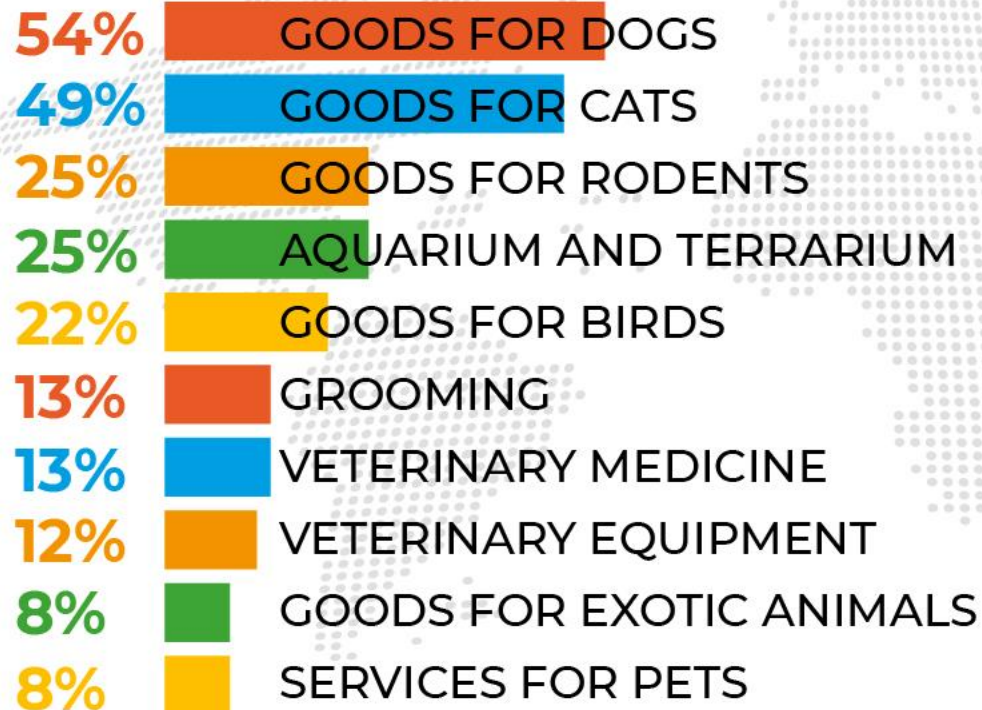 54% GOODS FOR DOGS
49% GOODS FOR CATS
25% GOODS FOR RODENTS
25% AQUARIUM AND TERRARIUM
22% GOODS FOR BIRDS
13% GROOMING
13% VETERINARY MEDICINE
12% VETERINARY EQUIPMENT
8% GOODS FOR EXOTIC ANIMALS
8% SERVICES FOR PETS